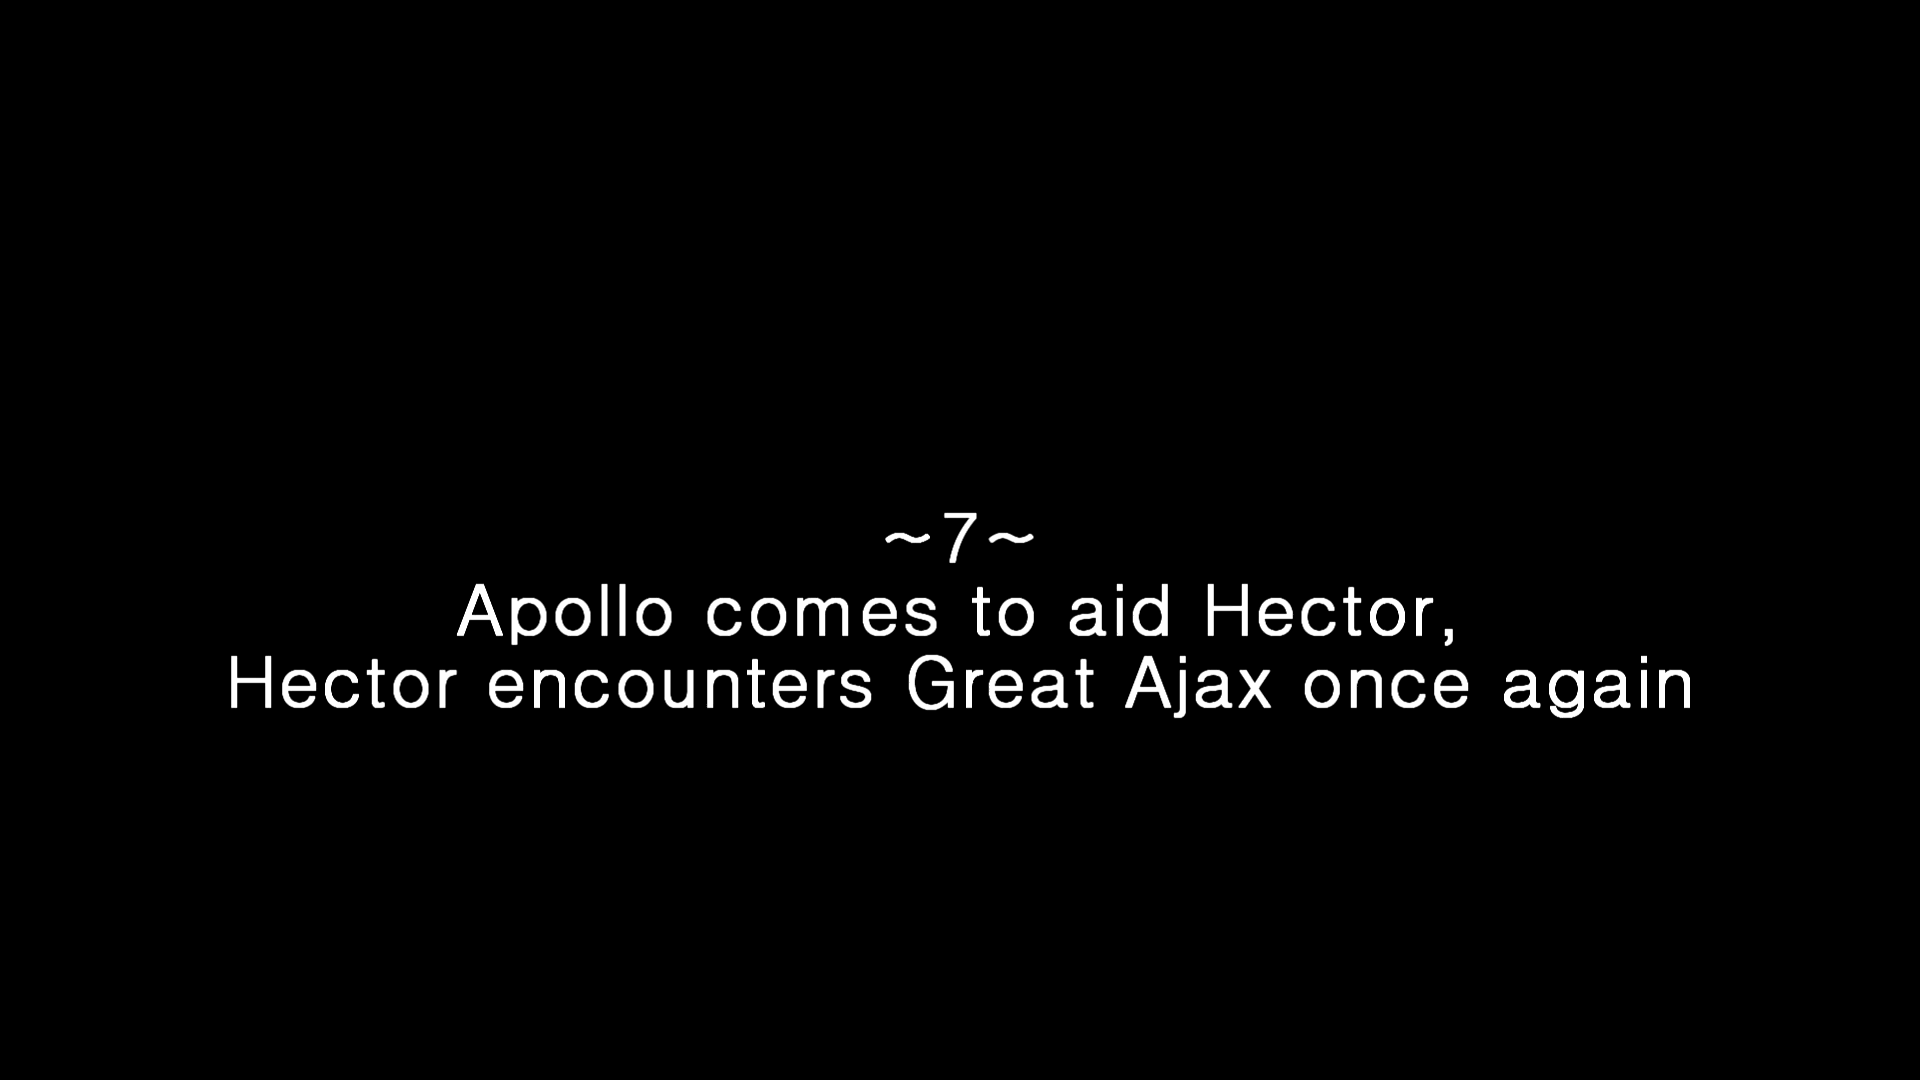 ~7~
Apollo comes to aid Hector,
Hector encounters Great Ajax once again